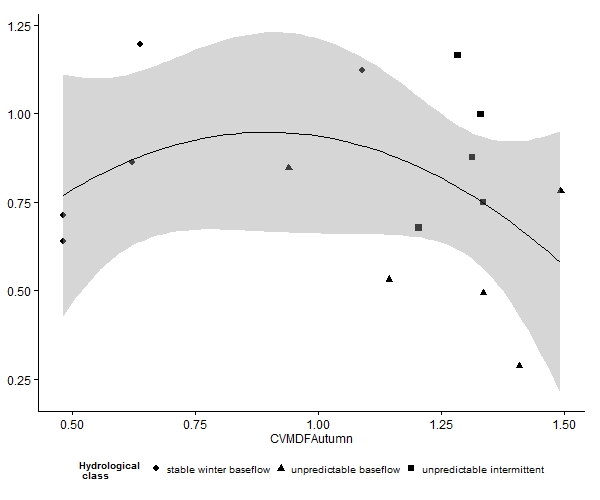 1.25
1.00
0.75
0.50
0.25
0.50 0.75 1.00 1.25 1.50
CVMDFAutumn
Hydrological
class
stable winter baseflow unpredictable baseflow unpredictable intermittent